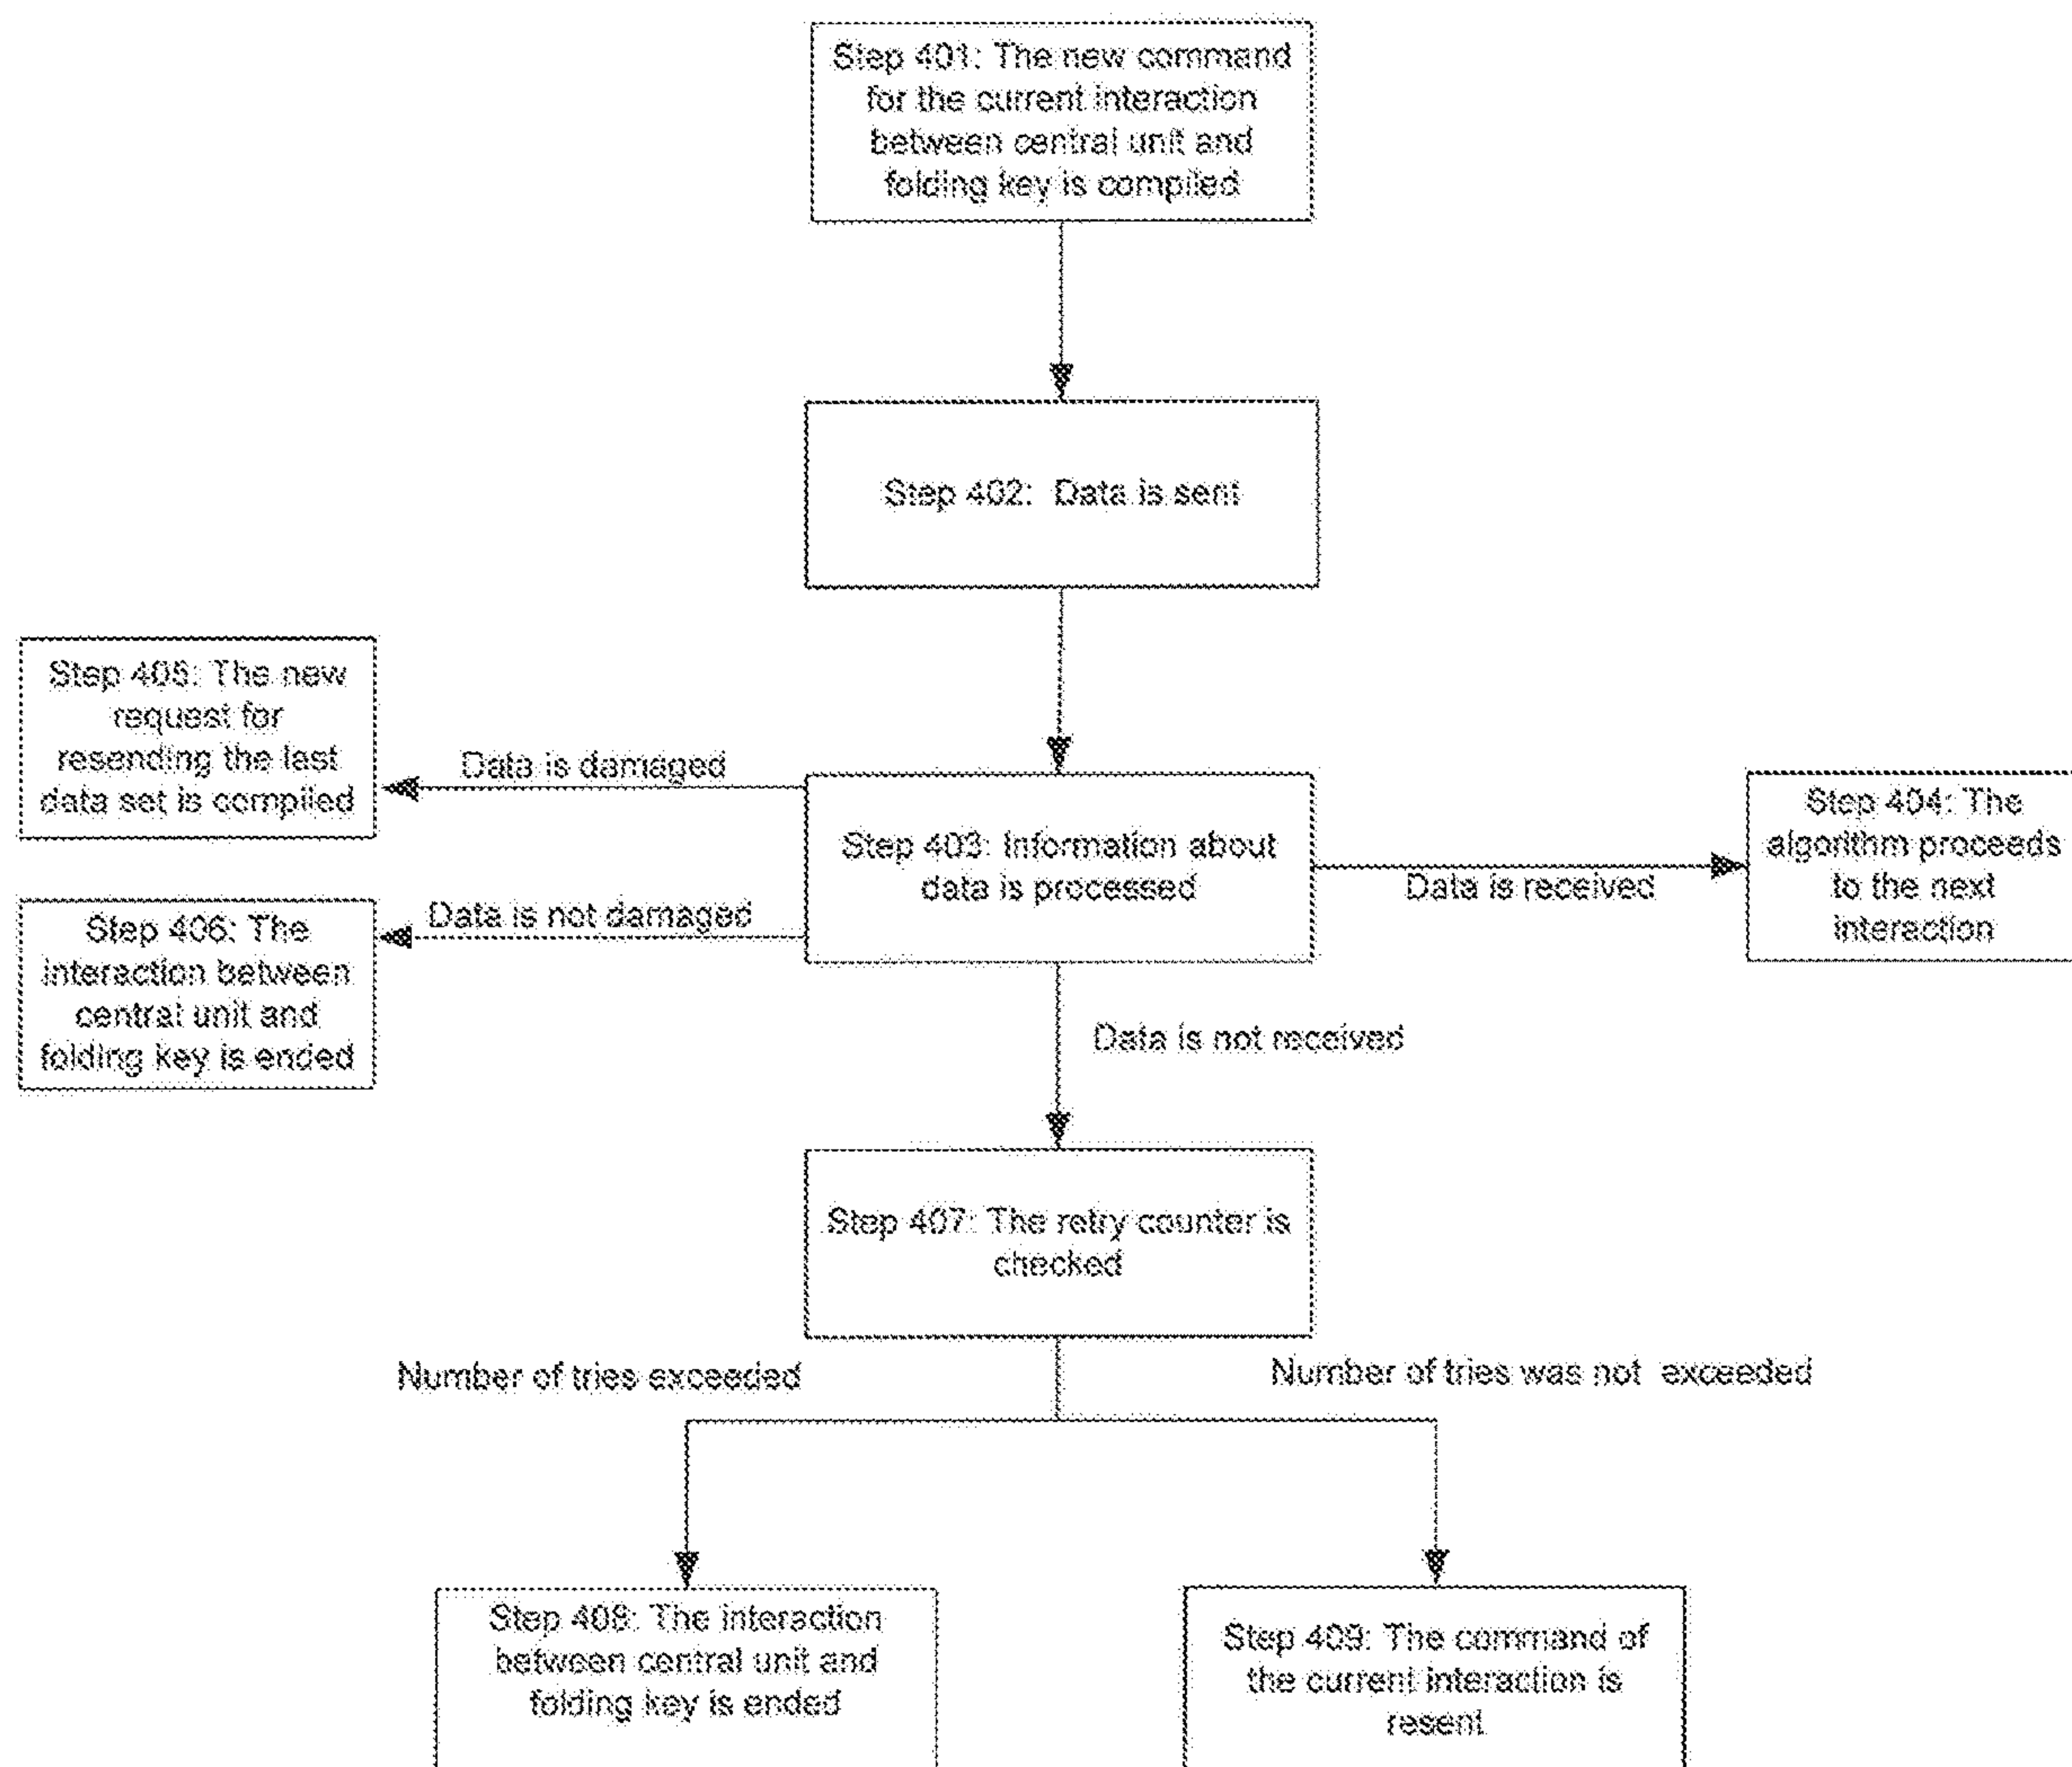 Step 401: The new command
for the current interaction
between central unit and
folding key is compiled
Step 402: Data is sent
Step 405: The new
request for
resending the last
data set is compiled
Data is damaged
Step 403: Information about
data is processed
Data is received
Step 404: The
algorithm proceeds
to the next
interaction
Data is not damaged
Step 406: The
interaction between
central unit and
folding key is ended
Data is not received
Step 407: The retry counter is
checked
Number of tries exceeded
Number of tries was not exceeded
Step 408: The interaction
between central unit and
folding key is ended
Step 409: The command of
the current interaction is
resent